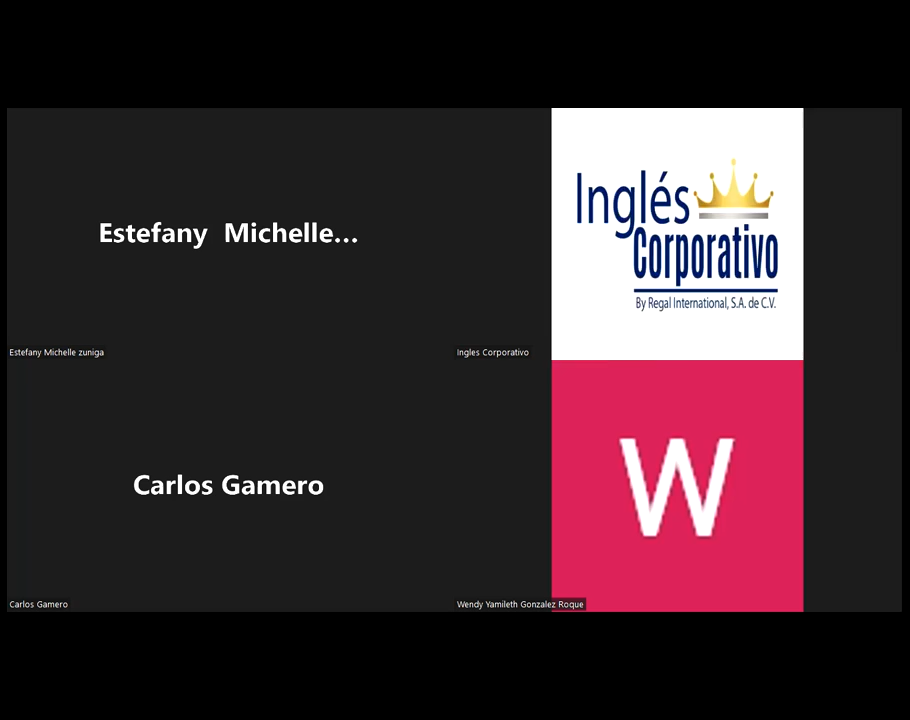 Estefany Michelle...
Estefany Michelle zuniga
Inglés
Corporativo
By Regal International, S.A. de C.V.
Ingles Corporativo
Carlos Gamero
Carlos Gamero
W
Wendy Yamileth Gonzalez Roque